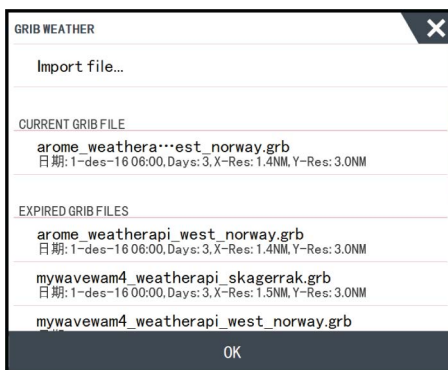 GRIB WEATHER
Import file...
CURRENT GRIB FILE
arome_weathera…est_norway.grb
日期: 1-des-16 06:00, Days: 3, X-Res: 1.4NM, Y-Res: 3.0NM
EXPIRED GRIB FILES
arome_weatherapi_west_norway.grb
日期: 1-des-16 06:00, Days: 3, X-Res: 1.4NM, Y-Res: 3.0NM
mywavewam4_weatherapi_skagerrak.grb
日期: 1-des-16 00:00, Days: 3, X-Res: 1.5NM, Y-Res: 3.0NM
mywavewam4_weatherapi_west_norway.grb
OK